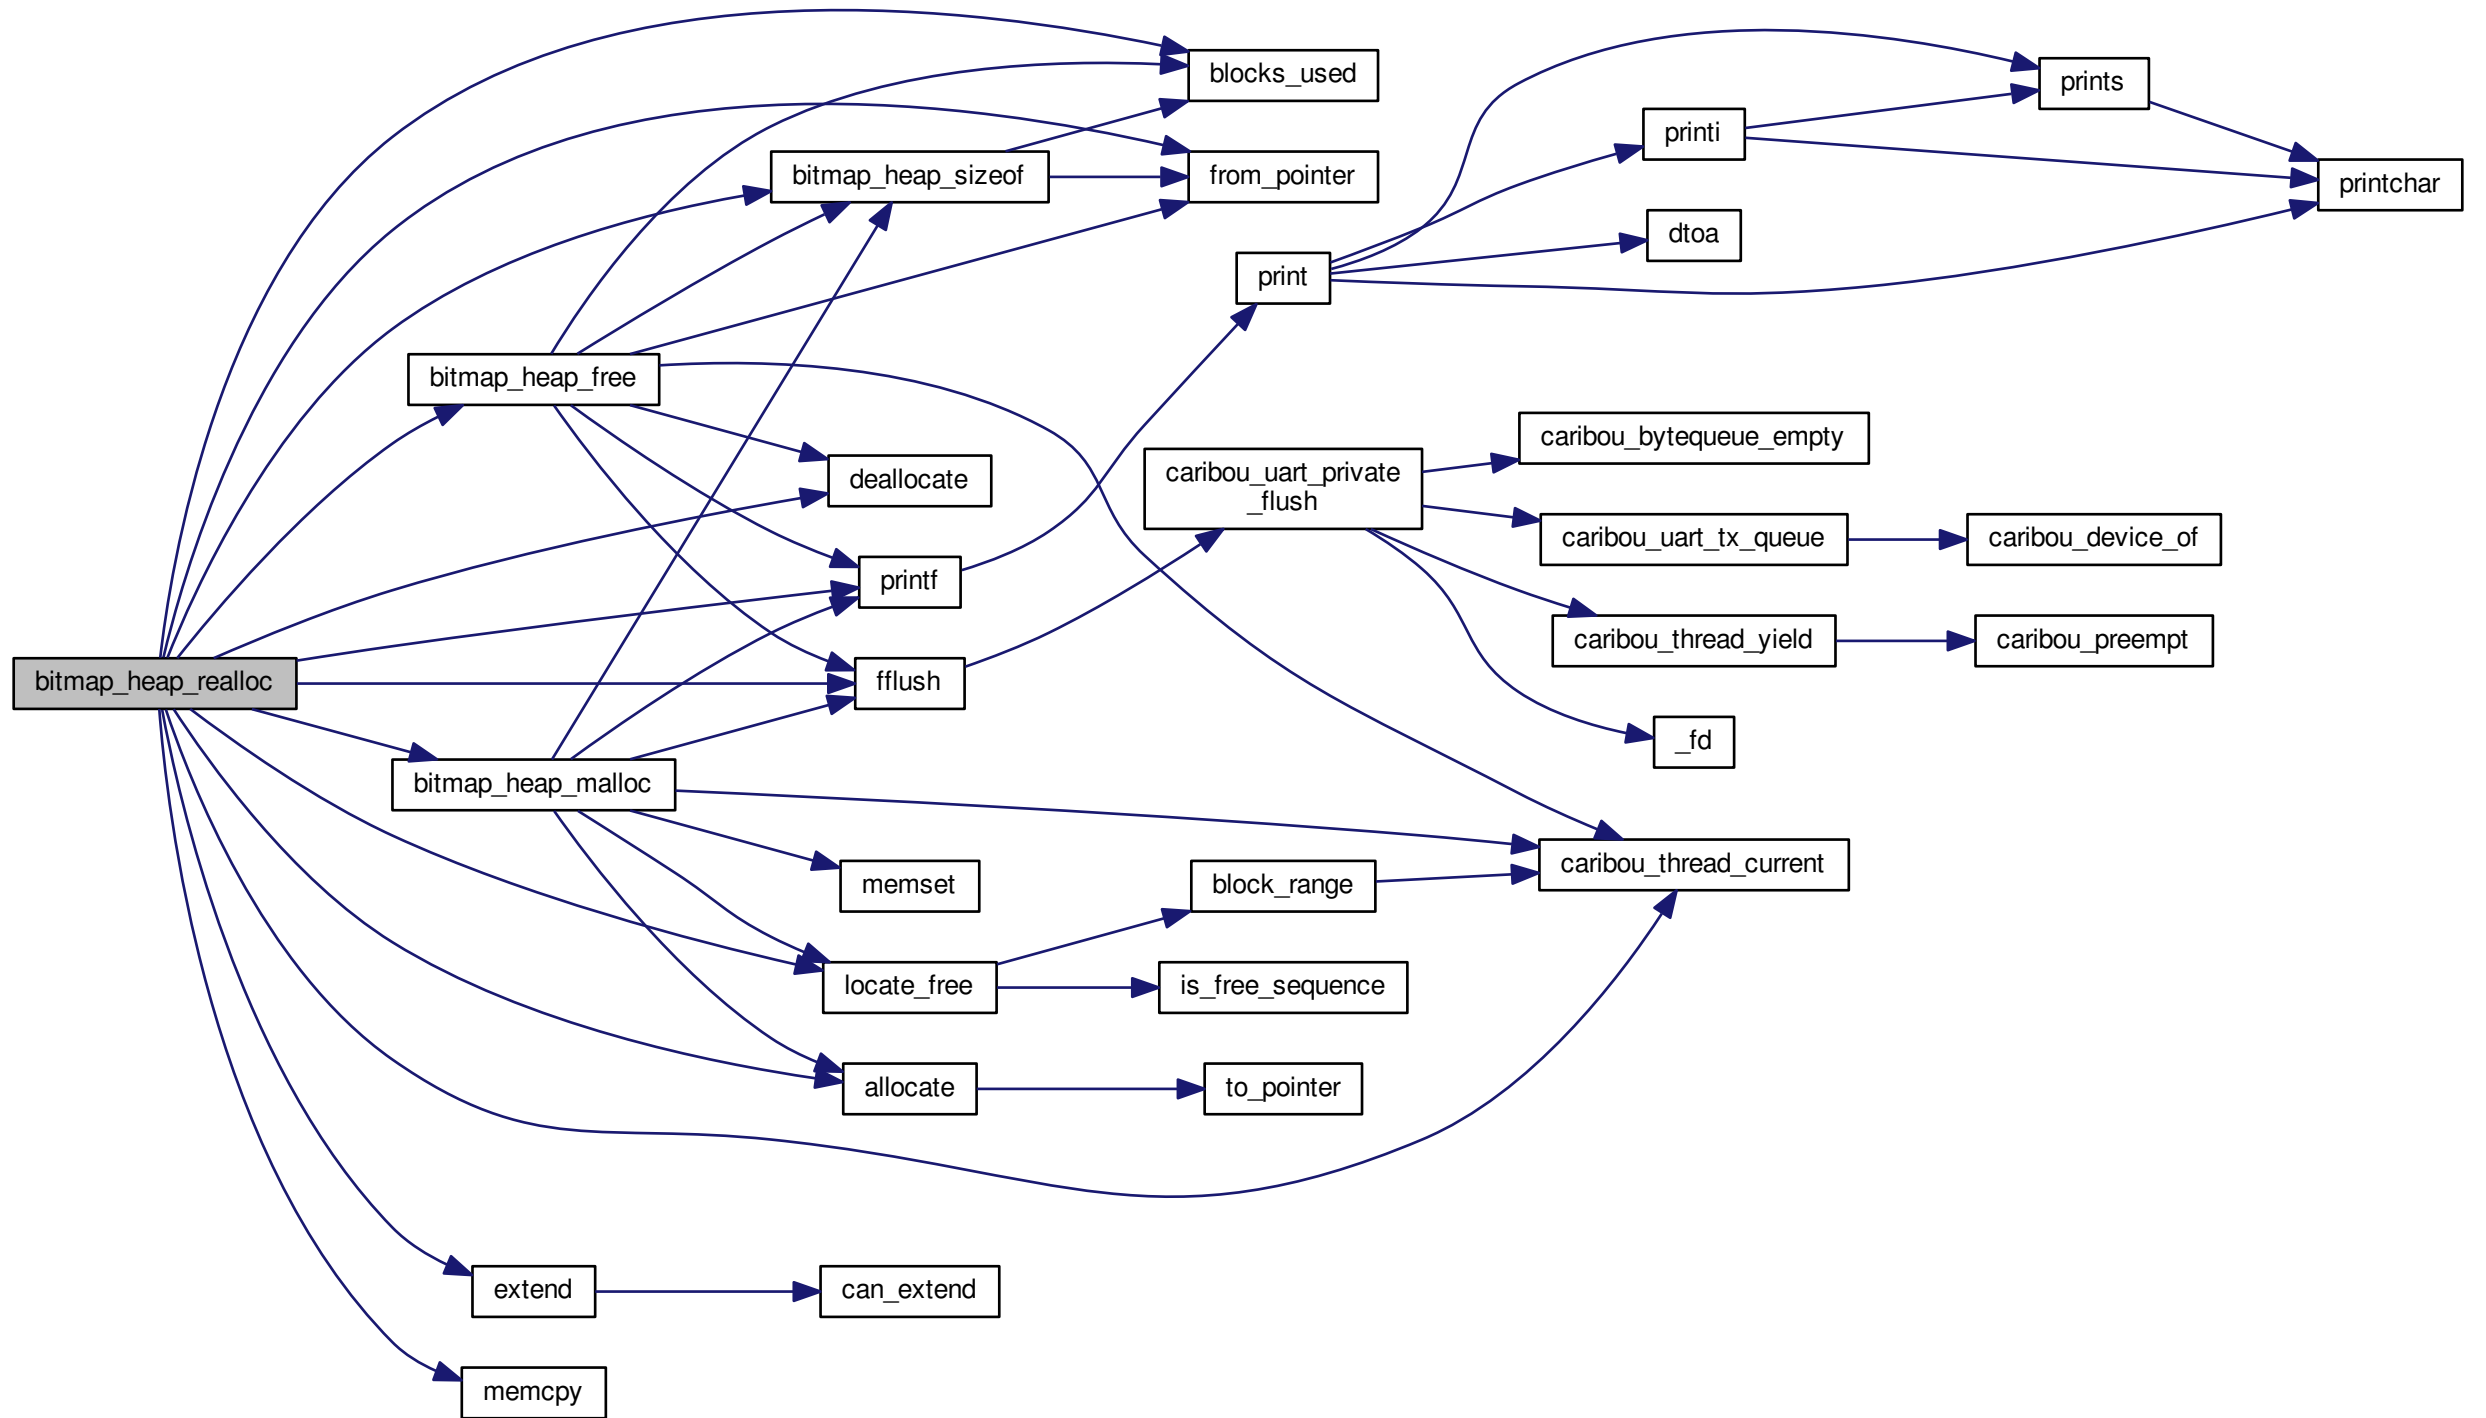 blocks_used
prints
printi
bitmap_heap_sizeof
from_pointer
printchar
dtoa
print
bitmap_heap_free
caribou_bytequeue_empty
deallocate
caribou_uart_private
_flush
caribou_uart_tx_queue
caribou_device_of
printf
caribou_thread_yield
caribou_preempt
bitmap_heap_realloc
fflush
_fd
bitmap_heap_malloc
caribou_thread_current
memset
block_range
locate_free
is_free_sequence
allocate
to_pointer
extend
can_extend
memcpy